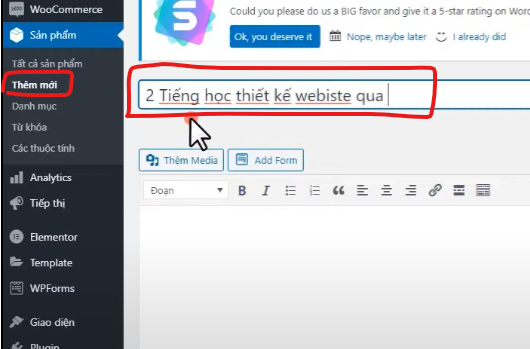 WooCommerce
Could you please do us a BIG favor and give it a 5-star rating on Wor
Sản phẩm
Ok, you deserve it
Nope, maybe later
I already did
Tất cả sản phẩm
Thêm mới
Danh mục
Từ khóa
Các thuộc tính
2 Tiếng học thiết kế webiste qua
Thêm Media
Add Form
Đoạn
B I
Analytics
Tiếp thị
Elementor
Template
WPForms
Giao diện
Plugin